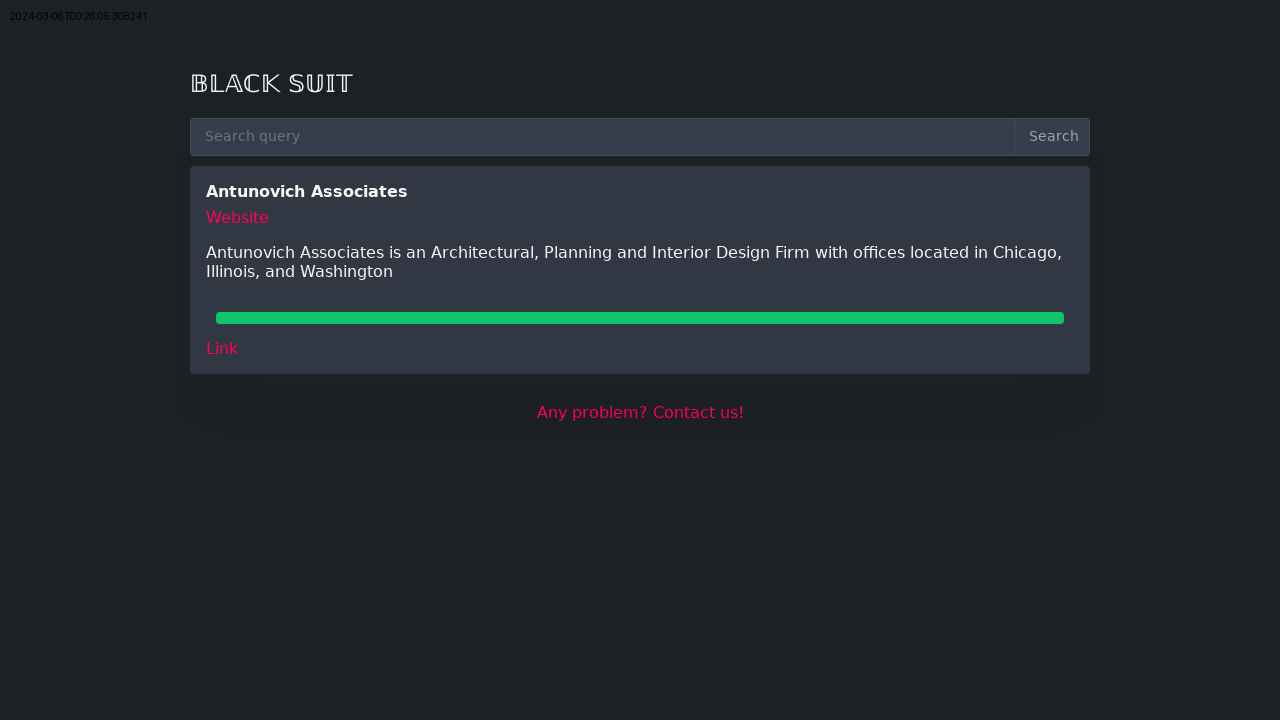 2024-03-06T00:26:05.308241
𝔹𝕃𝔸ℂ𝕂 𝕊𝕌𝕀𝕋
Search query
Search
Antunovich Associates
Website
Antunovich Associates is an Architectural, Planning and Interior Design Firm with offices located in Chicago,
Illinois, and Washington
Link
Any problem? Contact us!